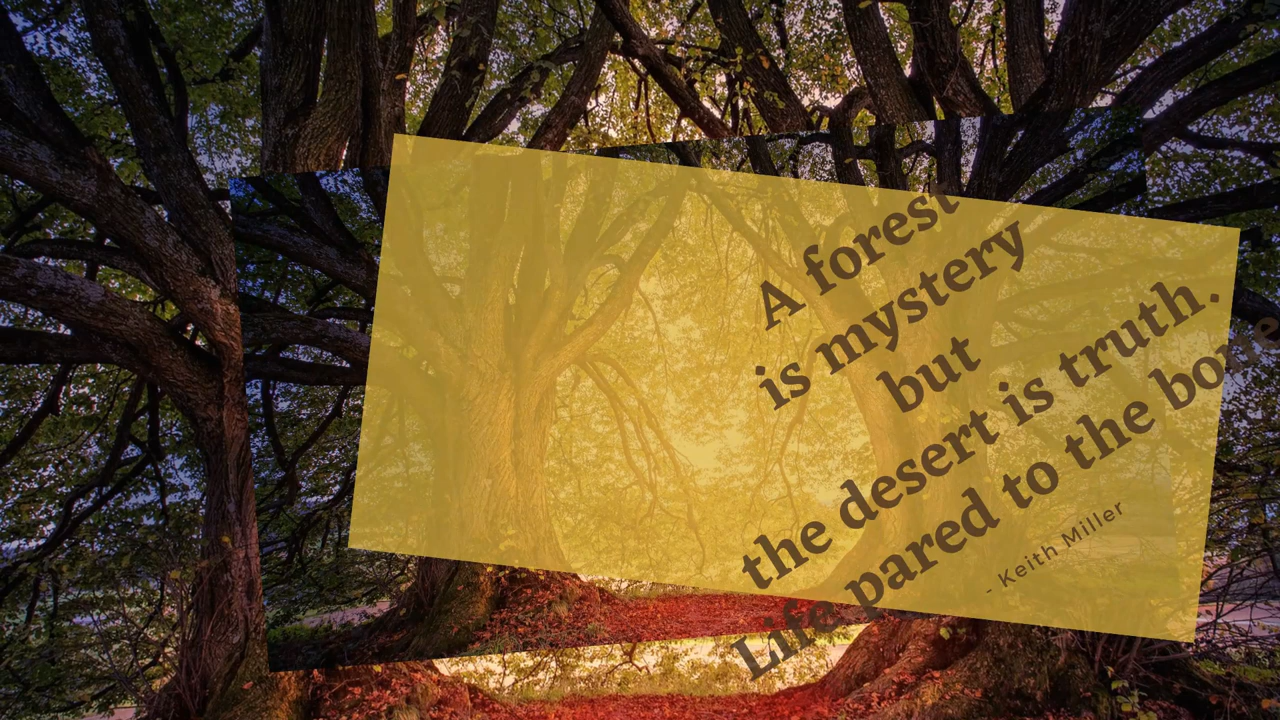 A forest
is mystery
but
the desert is truth.
Life pared to the bone
- Keith Miller